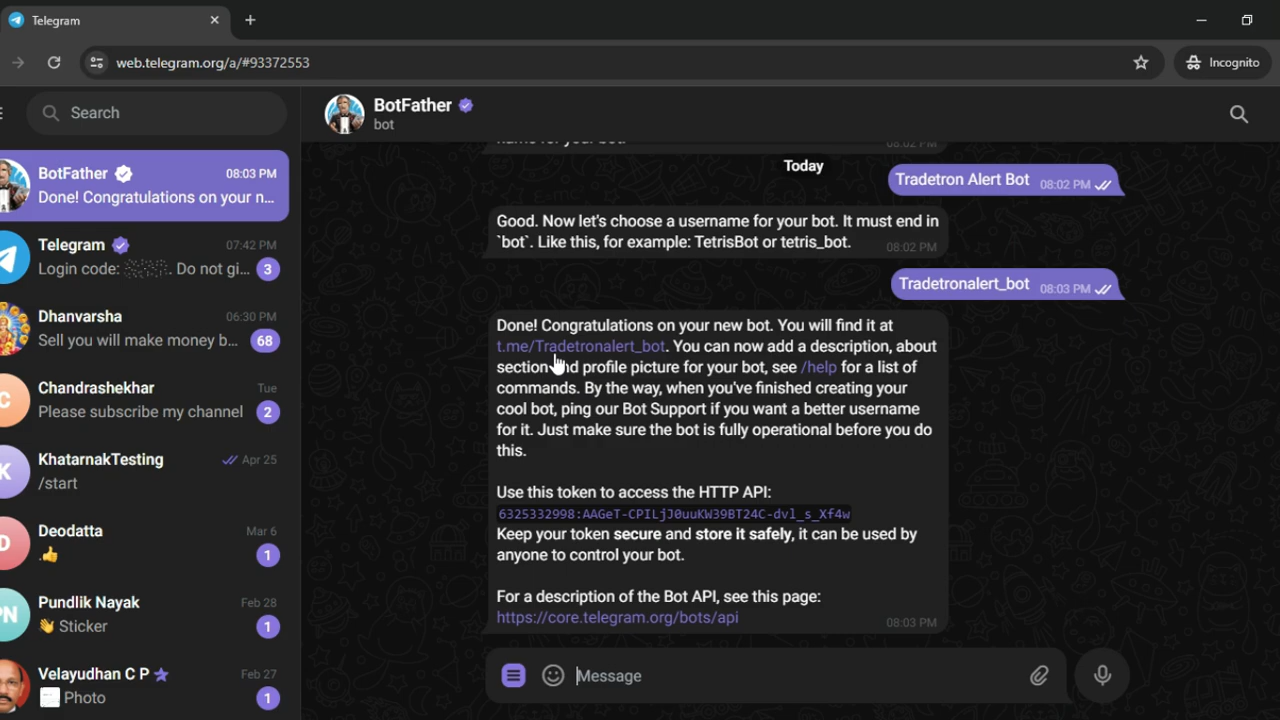 Telegram
web.telegram.org/a/#93372553
Incognito
Search
BotFather
08:03 PM
Done! Congratulations on your n...
Telegram
07:42 PM
Login code: . Do not gi...
3
Dhanvarsha
06:30 PM
Sell you will make money b...
68
Chandrashekhar
Tue
Please subscribe my channel
2
C
KhatarnakTesting
Apr 25
/start
K
Deodatta
Mar 6
👍
1
D
Pundlik Nayak
Feb 28
👋 Sticker
1
PN
Velayudhan C P
Feb 27
Photo
1
BotFather
bot
08:02 PM
Today
Tradetron Alert Bot 08:02 PM
Good. Now let's choose a username for your bot. It must end in
`bot`. Like this, for example: TetrisBot or tetris_bot.
08:02 PM
Tradetronalert_bot 08:03 PM
Done! Congratulations on your new bot. You will find it at
t.me/Tradetronalert_bot. You can now add a description, about
section and profile picture for your bot, see /help for a list of
commands. By the way, when you've finished creating your
cool bot, ping our Bot Support if you want a better username
for it. Just make sure the bot is fully operational before you do
this.
Use this token to access the HTTP API:
6325332998:AAGeT-CPILjJ0uuKW39BT24C-dvl_s_Xf4w
Keep your token secure and store it safely, it can be used by
anyone to control your bot.
For a description of the Bot API, see this page:
https://core.telegram.org/bots/api
08:03 PM
Message